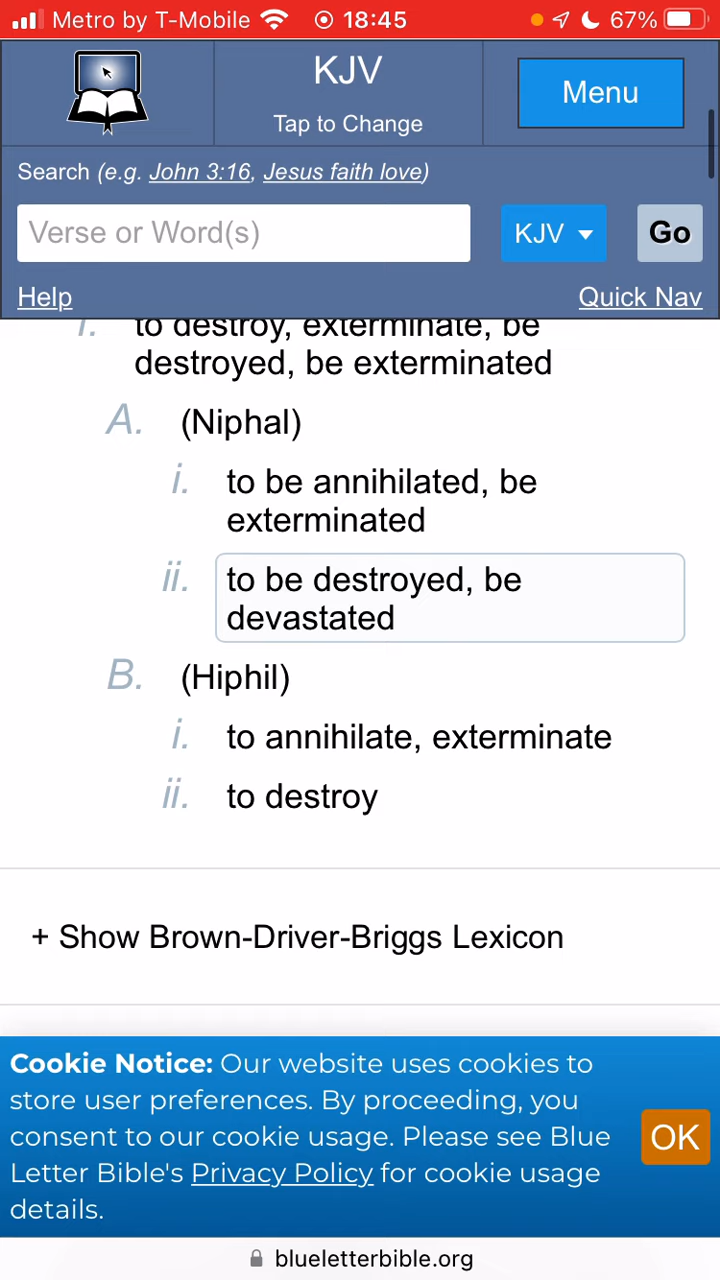 Metro by T-Mobile 18:45 67%
KJV
Menu
Tap to Change
Search (e.g. John 3:16, Jesus faith love)
Verse or Word(s) KJV Go
Help Quick Nav
to destroy, exterminate, be
destroyed, be exterminated
A. (Niphal)
i. to be annihilated, be
exterminated
ii. to be destroyed, be
devastated
B. (Hiphil)
i. to annihilate, exterminate
ii. to destroy
+ Show Brown-Driver-Briggs Lexicon
Cookie Notice: Our website uses cookies to
store user preferences. By proceeding, you
consent to our cookie usage. Please see Blue
Letter Bible's Privacy Policy for cookie usage
details.
OK
blueletterbible.org